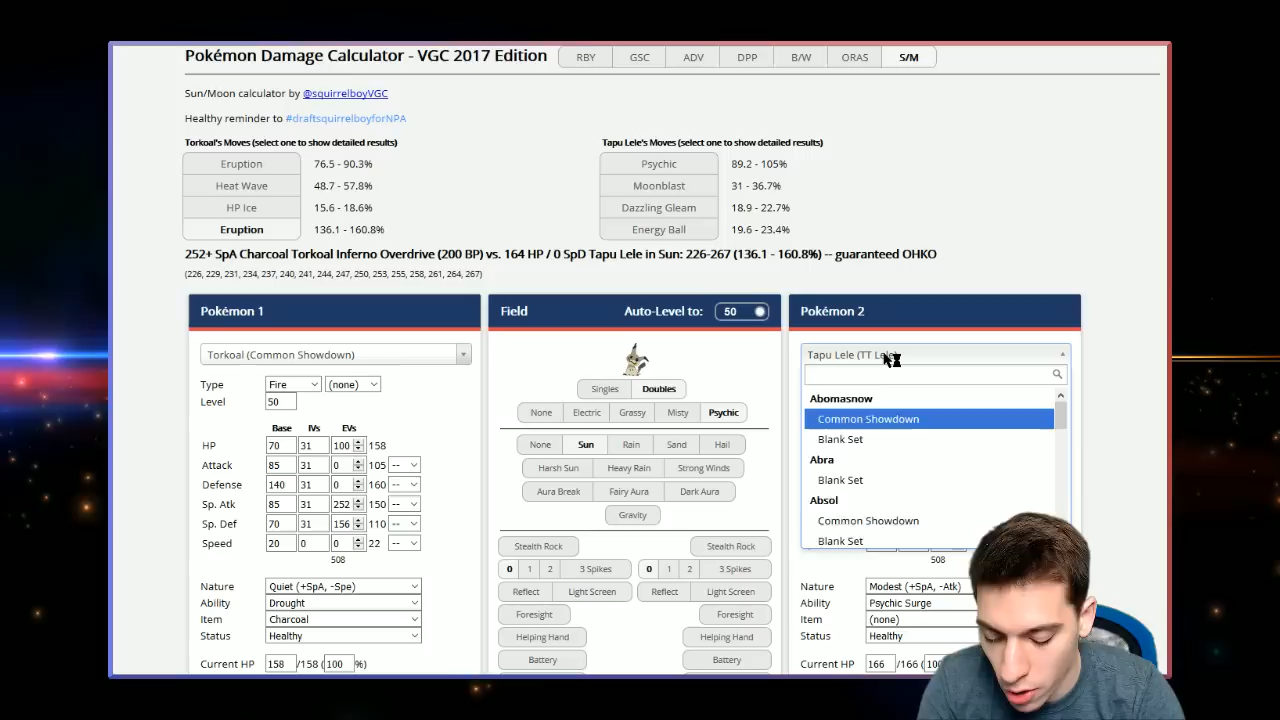 Pokémon Damage Calculator - VGC 2017 Edition RBY GSC ADV DPP B/W ORAS S/M
Sun/Moon calculator by @squirrelboyVGC
Healthy reminder to #draftsquirrelboyforNPA
Torkoal's Moves (select one to show detailed results)
Eruption 76.5 - 90.3%
Heat Wave 48.7 - 57.8%
HP Ice 15.6 - 18.6%
Eruption 136.1 - 160.8%
Tapu Lele's Moves (select one to show detailed results)
Psychic 89.2 - 105%
Moonblast 31 - 36.7%
Dazzling Gleam 18.9 - 22.7%
Energy Ball 19.6 - 23.4%
252+ SpA Charcoal Torkoal Inferno Overdrive (200 BP) vs. 164 HP / 0 SpD Tapu Lele in Sun: 226-267 (136.1 - 160.8%) -- guaranteed OHKO
(226, 229, 231, 234, 237, 240, 241, 244, 247, 250, 253, 255, 258, 261, 264, 267)
Pokémon 1
Torkoal (Common Showdown)
Type Fire (none)
Level 50
Base IVs EVs
HP 70 31 100 158
Attack 85 31 0 105 --
Defense 140 31 0 160 --
Sp. Atk 85 31 252 150 --
Sp. Def 70 31 156 110 --
Speed 20 0 0 22 --
508
Nature Quiet (+SpA, -Spe)
Ability Drought
Item Charcoal
Status Healthy
Current HP 158 /158 ( 100 %)
Field Auto-Level to: 50
Singles Doubles
None Electric Grassy Misty Psychic
None Sun Rain Sand Hail
Harsh Sun Heavy Rain Strong Winds
Aura Break Fairy Aura Dark Aura
Gravity
Stealth Rock Stealth Rock
0 1 2 3 Spikes 0 1 2 3 Spikes
Reflect Light Screen Reflect Light Screen
Foresight Foresight
Helping Hand Helping Hand
Battery Battery
Pokémon 2
Tapu Lele (TT Lele)
Abomasnow
Common Showdown
Blank Set
Abra
Blank Set
Absol
Common Showdown
Blank Set
508
Nature Modest (+SpA, -Atk)
Ability Psychic Surge
Item (none)
Status Healthy
Current HP 166 /166 (